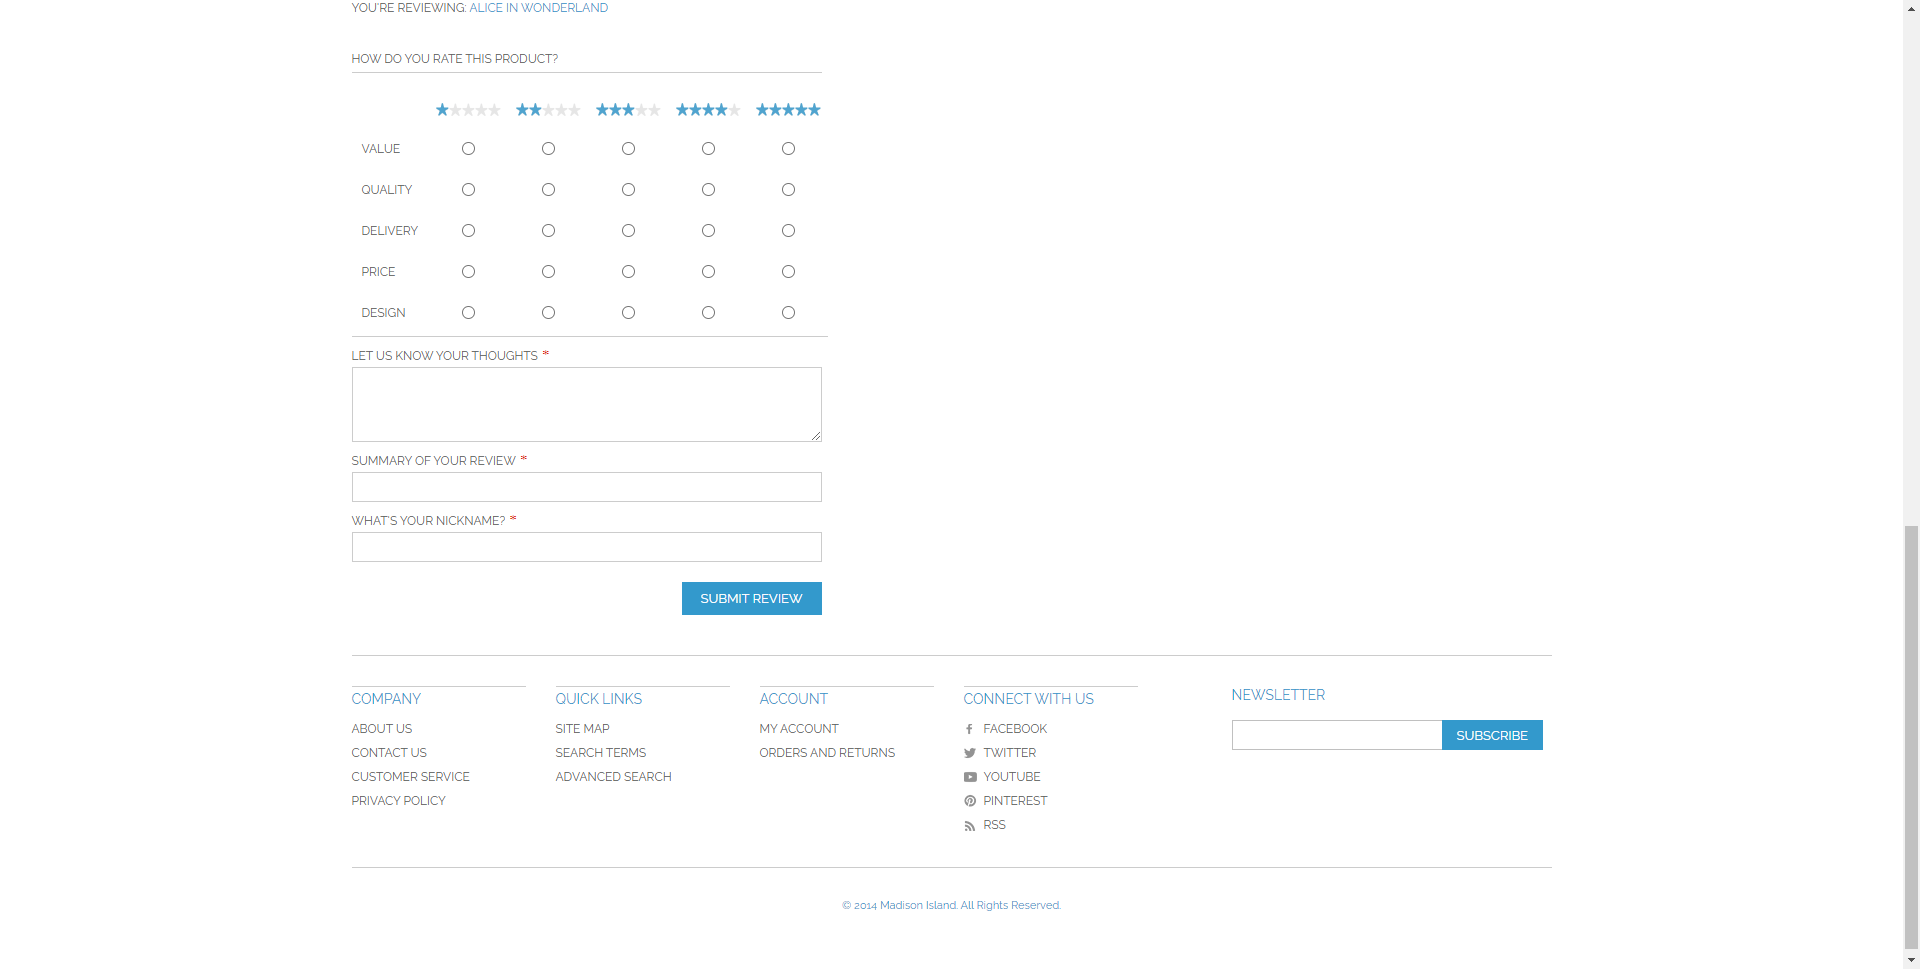 YOU'RE REVIEWING: ALICE IN WONDERLAND
HOW DO YOU RATE THIS PRODUCT?
VALUE
QUALITY
DELIVERY
PRICE
DESIGN
LET US KNOW YOUR THOUGHTS *
SUMMARY OF YOUR REVIEW *
WHAT'S YOUR NICKNAME? *
SUBMIT REVIEW
COMPANY
ABOUT US
CONTACT US
CUSTOMER SERVICE
PRIVACY POLICY
QUICK LINKS
SITE MAP
SEARCH TERMS
ADVANCED SEARCH
ACCOUNT
MY ACCOUNT
ORDERS AND RETURNS
CONNECT WITH US
FACEBOOK
TWITTER
YOUTUBE
PINTEREST
RSS
NEWSLETTER
SUBSCRIBE
© 2014 Madison Island. All Rights Reserved.